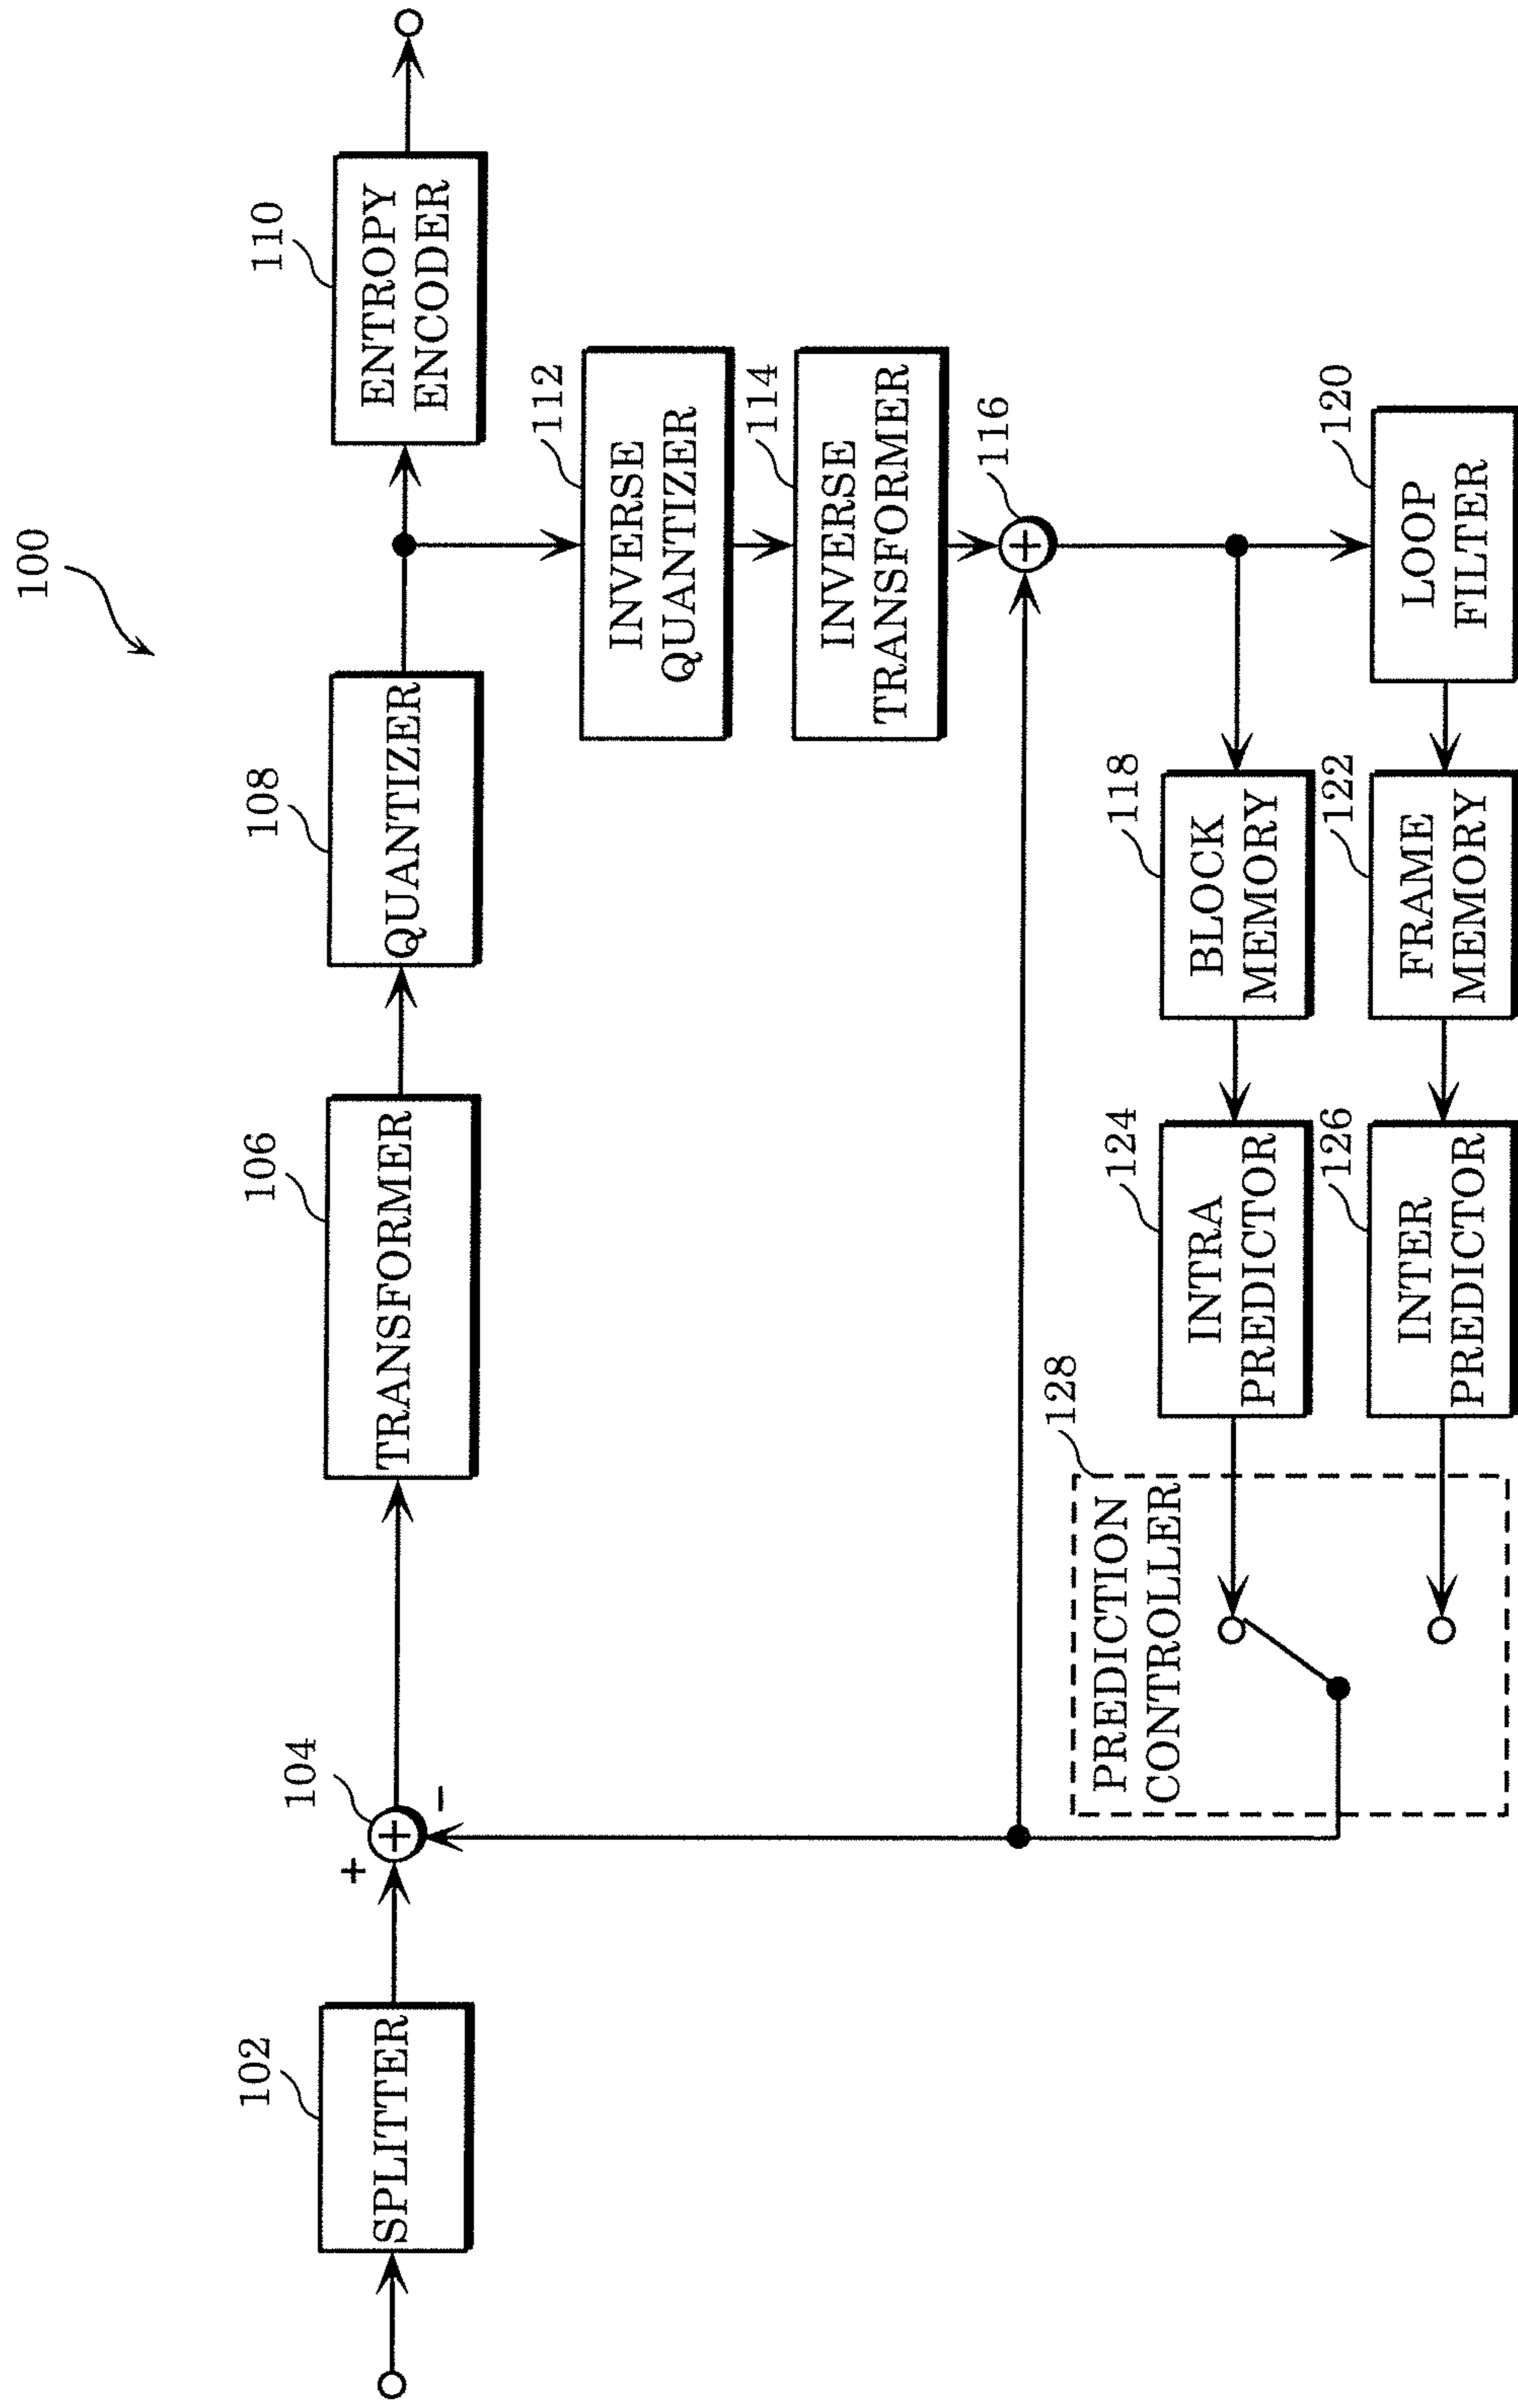 100
102
SPLITTER
104
+
+
−
106
TRANSFORMER
108
QUANTIZER
110
ENTROPY
ENCODER
112
INVERSE
QUANTIZER
114
INVERSE
TRANSFORMER
116
+
128
PREDICTION
CONTROLLER
124
INTRA
PREDICTOR
118
BLOCK
MEMORY
120
LOOP
FILTER
126
INTER
PREDICTOR
122
FRAME
MEMORY